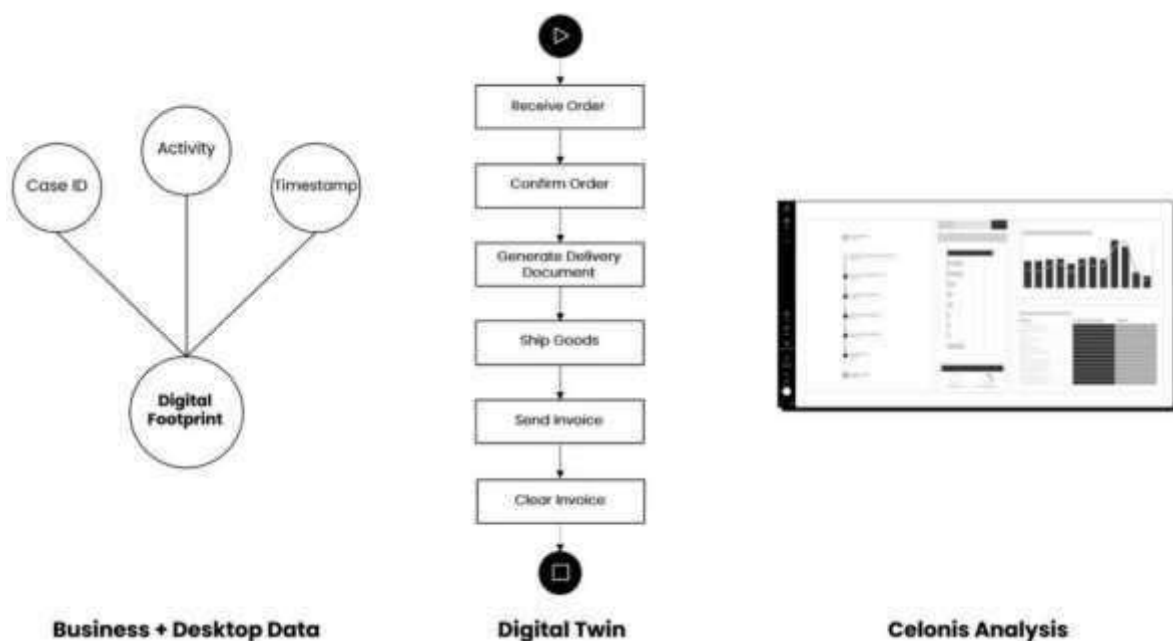 Case ID
Activity
Timestamp
Digital
Footprint
Business + Desktop Data
Receive Order
Confirm Order
Generate Delivery
Document
Ship Goods
Send Invoice
Clear Invoice
Digital Twin
Celonis Analysis